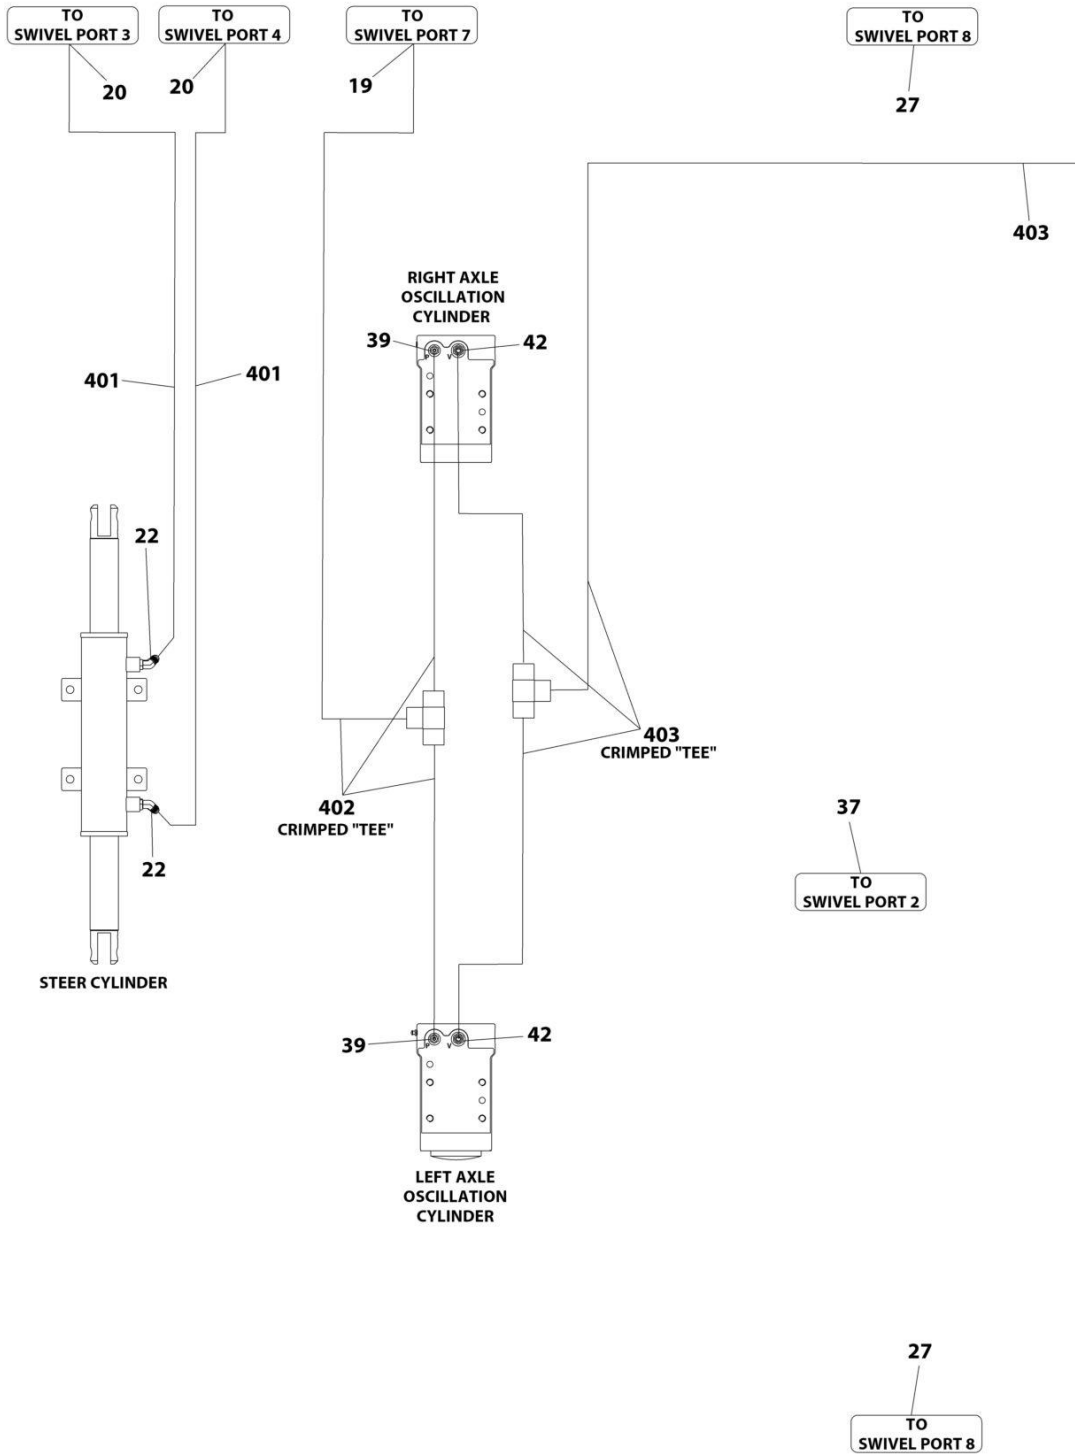 TO
SWIVEL PORT 3
TO
SWIVEL PORT 4
TO
SWIVEL PORT 7
TO
SWIVEL PORT 8
20
20
19
27
403
RIGHT AXLE
OSCILLATION
CYLINDER
39
42
P
V
401
401
22
403
CRIMPED "TEE"
402
CRIMPED "TEE"
37
TO
SWIVEL PORT 2
22
STEER CYLINDER
39
42
P
V
LEFT AXLE
OSCILLATION
CYLINDER
27
TO
SWIVEL PORT 8